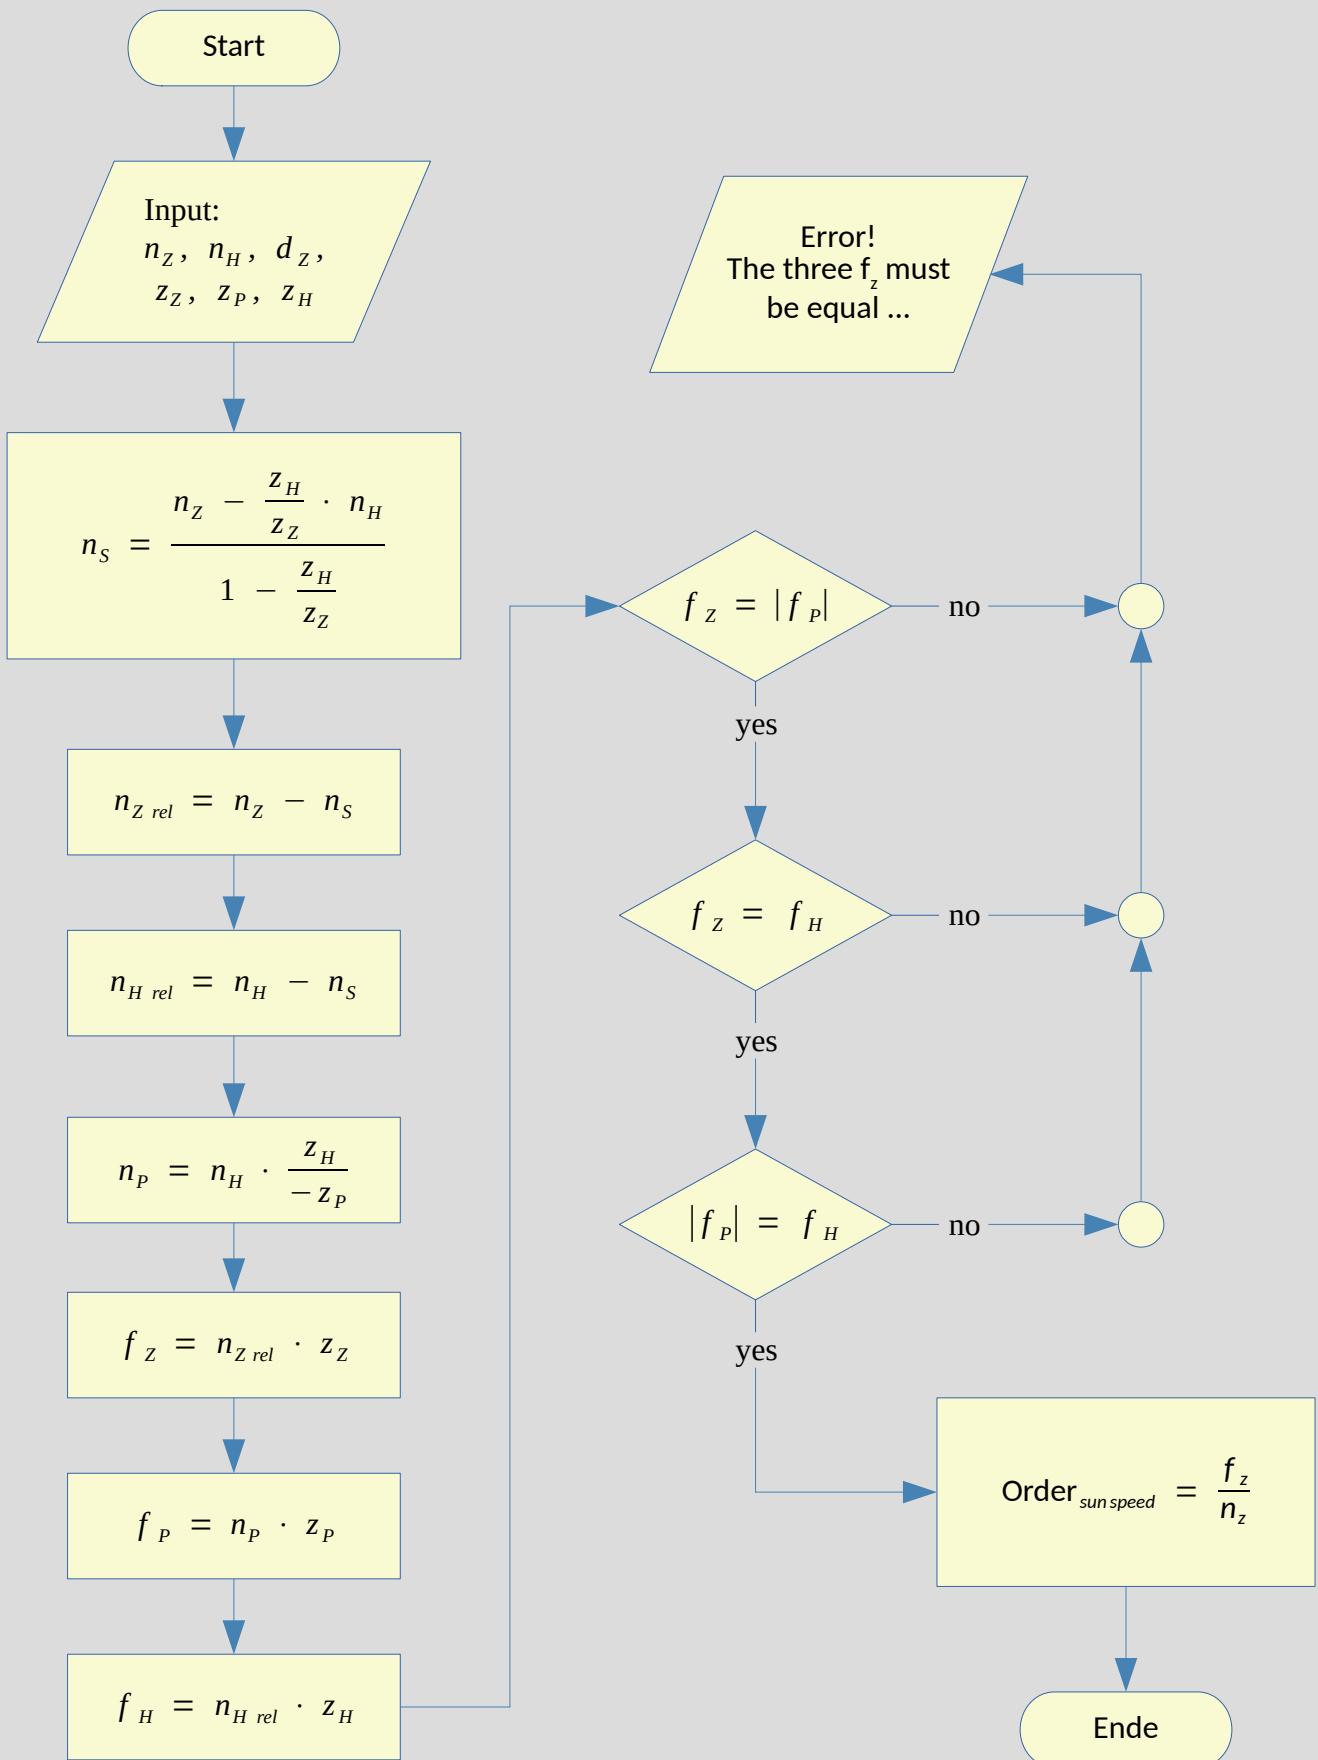 Start
Input:
n_Z, n_H, d_Z,
z_Z, z_P, z_H
n_S = (n_Z − z_H/z_Z · n_H) / (1 − z_H/z_Z)
n_Z rel = n_Z − n_S
n_H rel = n_H − n_S
n_P = n_H · z_H/−z_P
f_Z = n_Z rel · z_Z
f_P = n_P · z_P
f_H = n_H rel · z_H
Error!
The three f_z must
be equal ...
f_Z = |f_P|
no
yes
f_Z = f_H
no
yes
|f_P| = f_H
no
yes
Order_sun speed = f_z/n_z
Ende